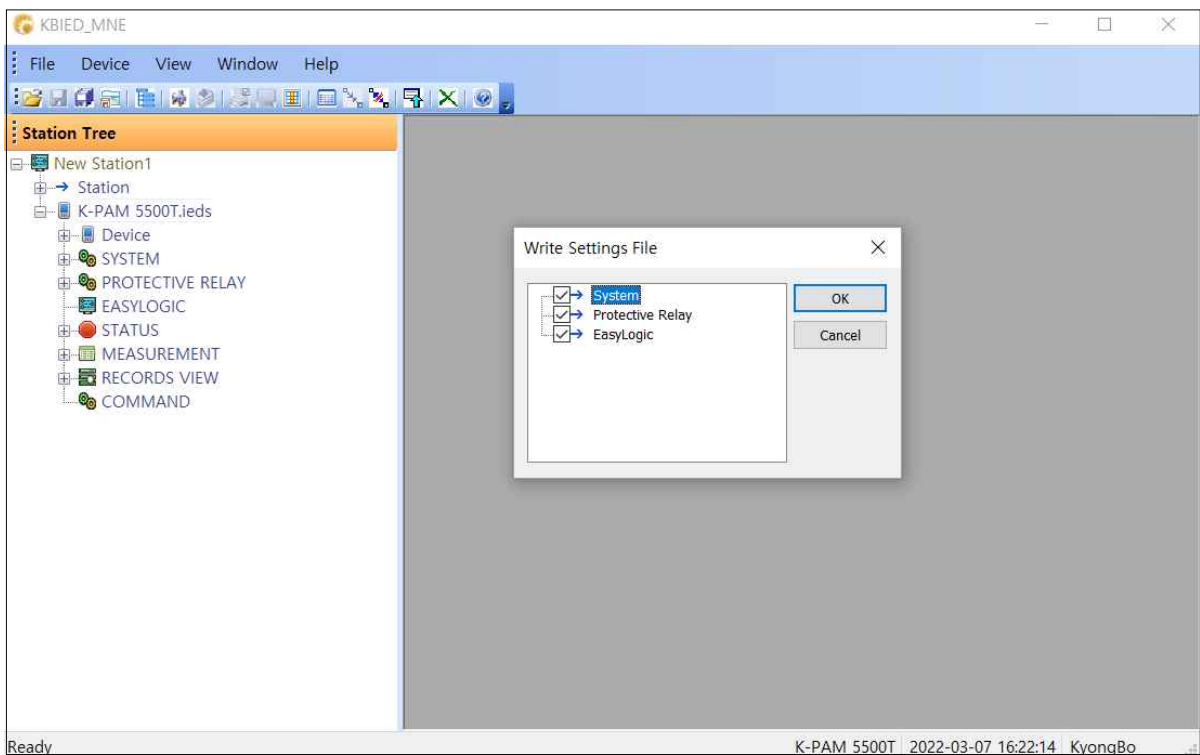 KBIED_MNE
File Device View Window Help
Station Tree
New Station1
Station
K-PAM 5500T.ieds
Device
SYSTEM
PROTECTIVE RELAY
EASYLOGIC
STATUS
MEASUREMENT
RECORDS VIEW
COMMAND
Write Settings File
System
Protective Relay
EasyLogic
OK
Cancel
Ready K-PAM 5500T 2022-03-07 16:22:14 KyongBo